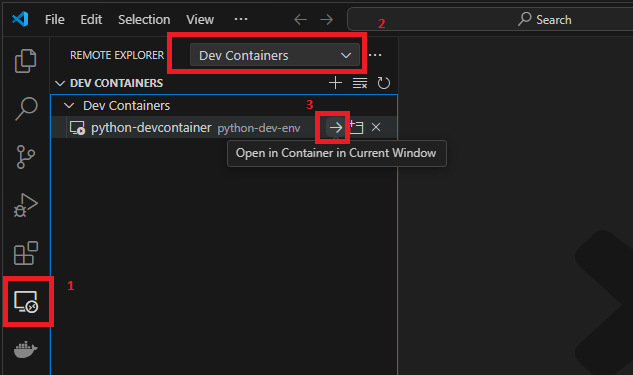 File Edit Selection View ... Search
2
REMOTE EXPLORER Dev Containers ...
DEV CONTAINERS
Dev Containers
3
python-devcontainer python-dev-env
Open in Container in Current Window
1